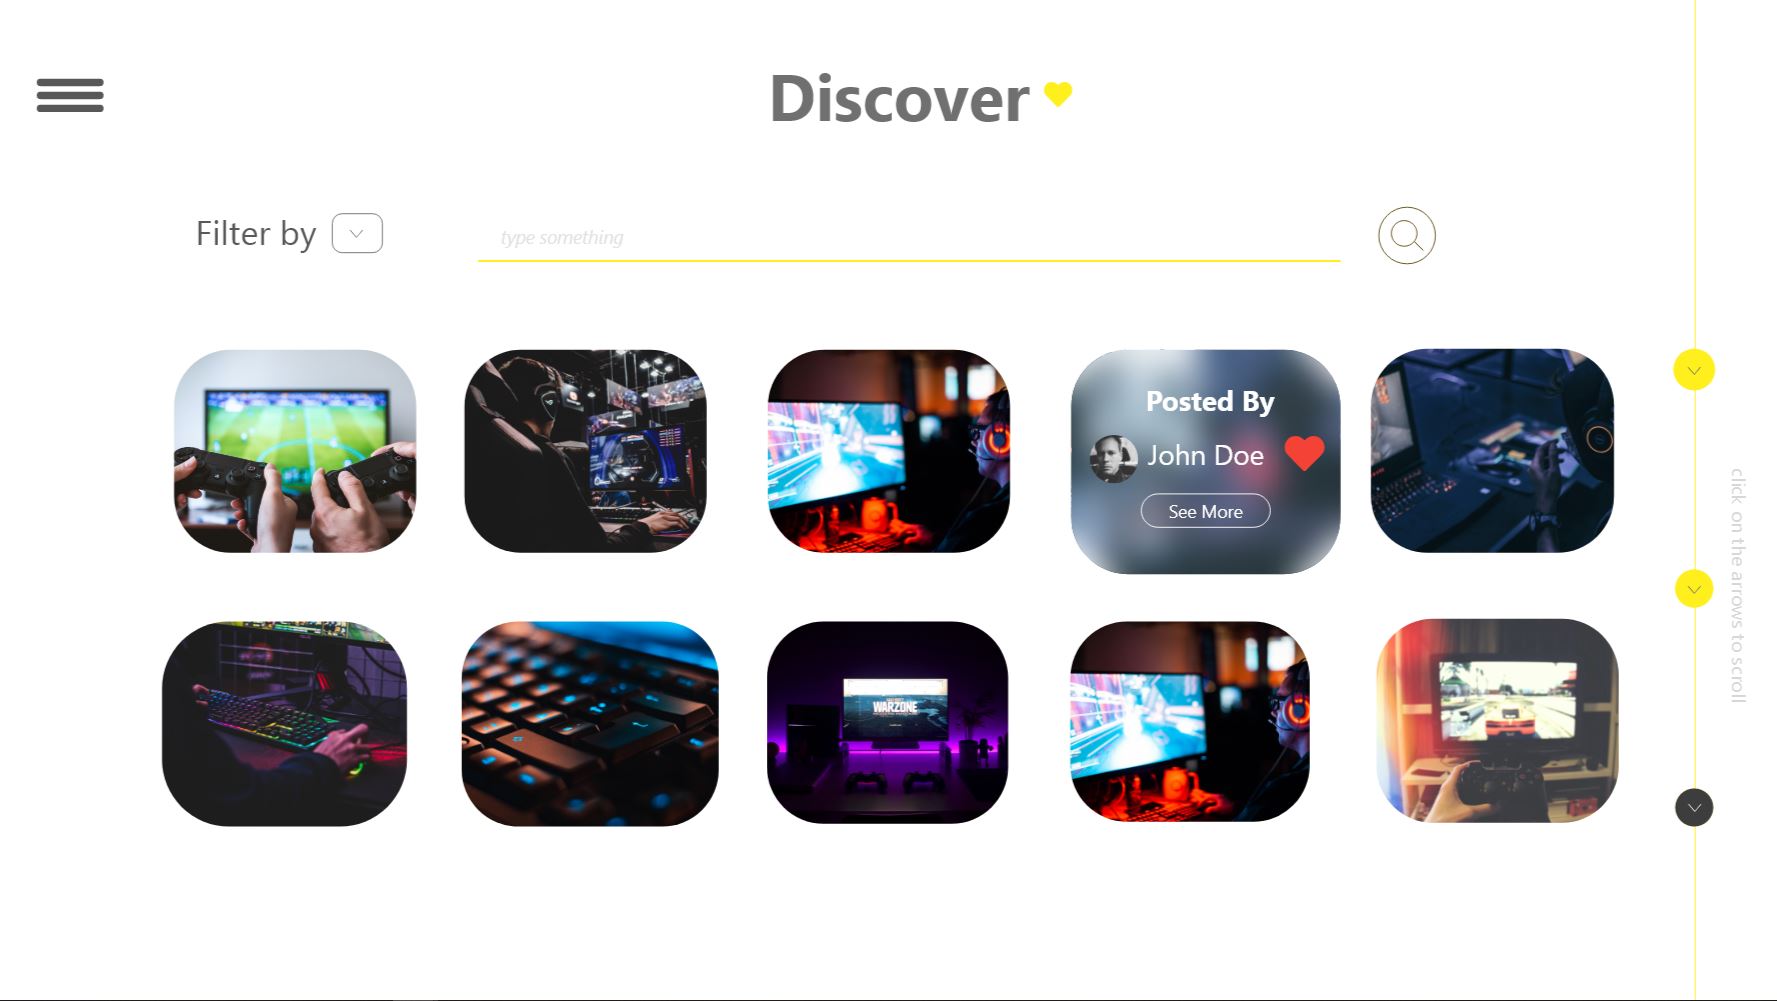 Discover
Filter by
type something
Posted By
John Doe
See More
click on the arrows to scroll
WARZONE